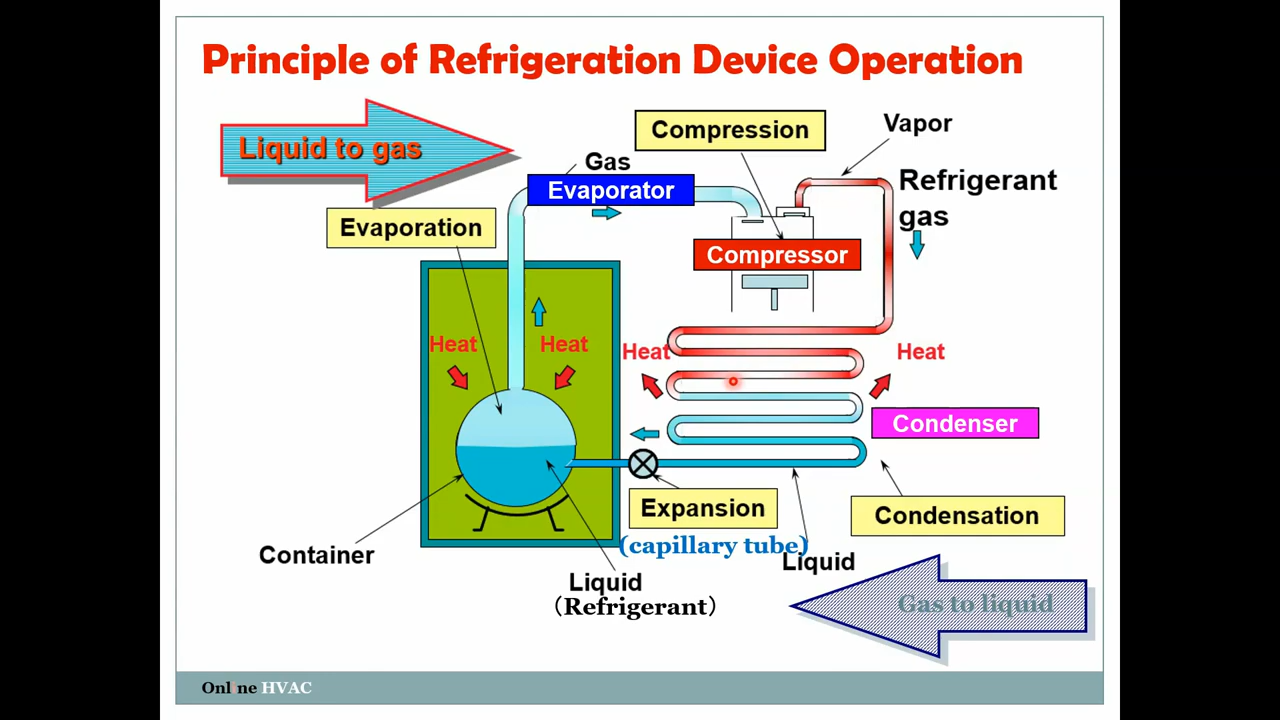 Principle of Refrigeration Device Operation
Liquid to gas
Compression
Vapor
Gas
Evaporator
Refrigerant
gas
Evaporation
Compressor
Heat
Heat
Heat
Heat
Condenser
Expansion
(capillary tube)
Condensation
Container
Liquid
Liquid
(Refrigerant)
Gas to liquid
Online HVAC